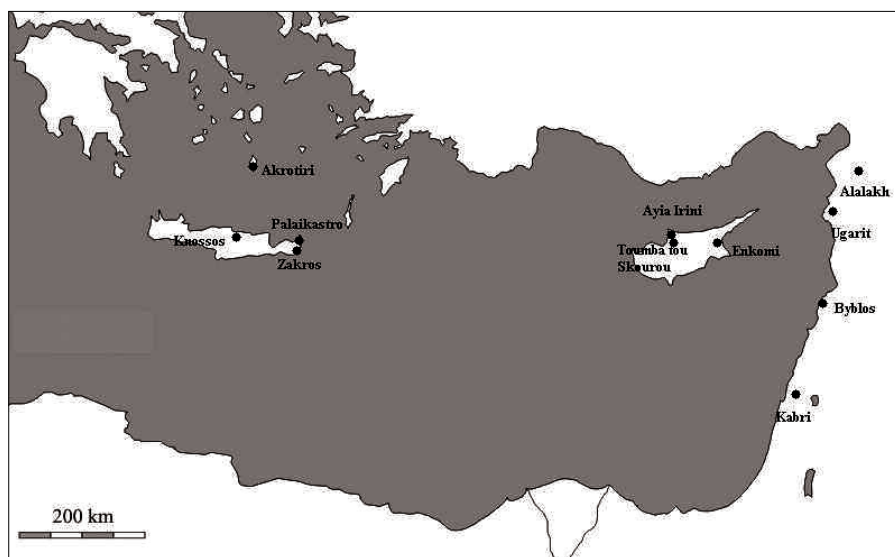 Akrotiri
Alalakh
Palaikastro
Ayia Irini
Ugarit
Knossos
Toumba tou
Skourou
Enkomi
Zakros
Byblos
Kabri
200 km